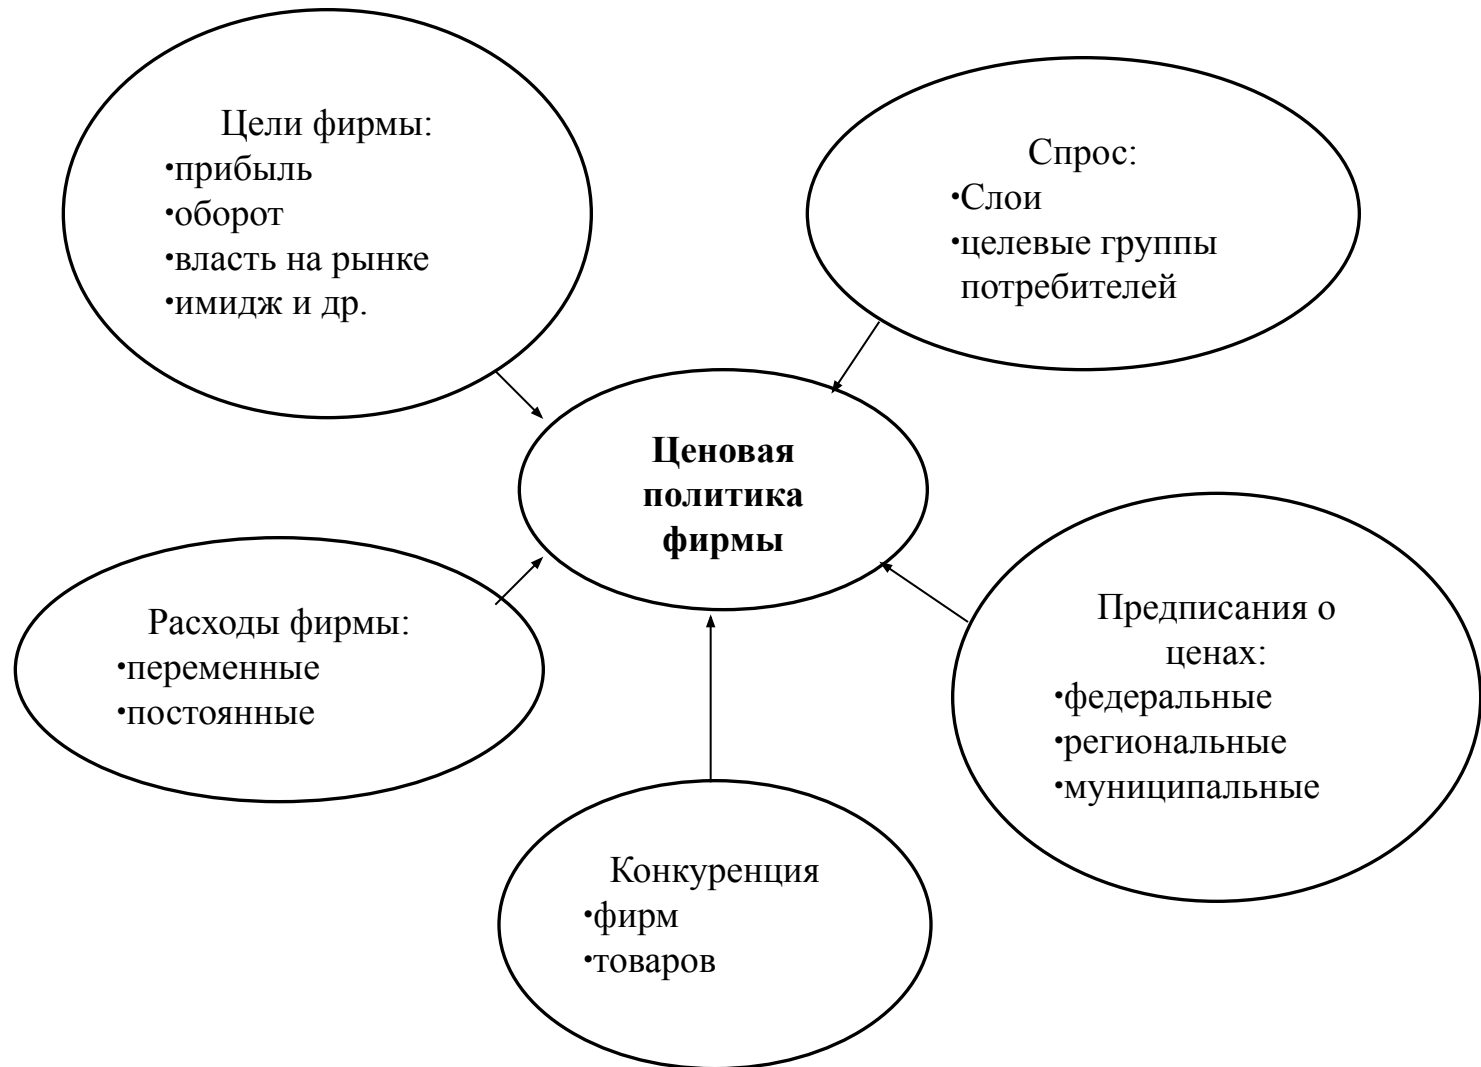 Цели фирмы:
•прибыль
•оборот
•власть на рынке
•имидж и др.
Спрос:
•Слои
•целевые группы
потребителей
Ценовая
политика
фирмы
Расходы фирмы:
•переменные
•постоянные
Предписания о
ценах:
•федеральные
•региональные
•муниципальные
Конкуренция
•фирм
•товаров